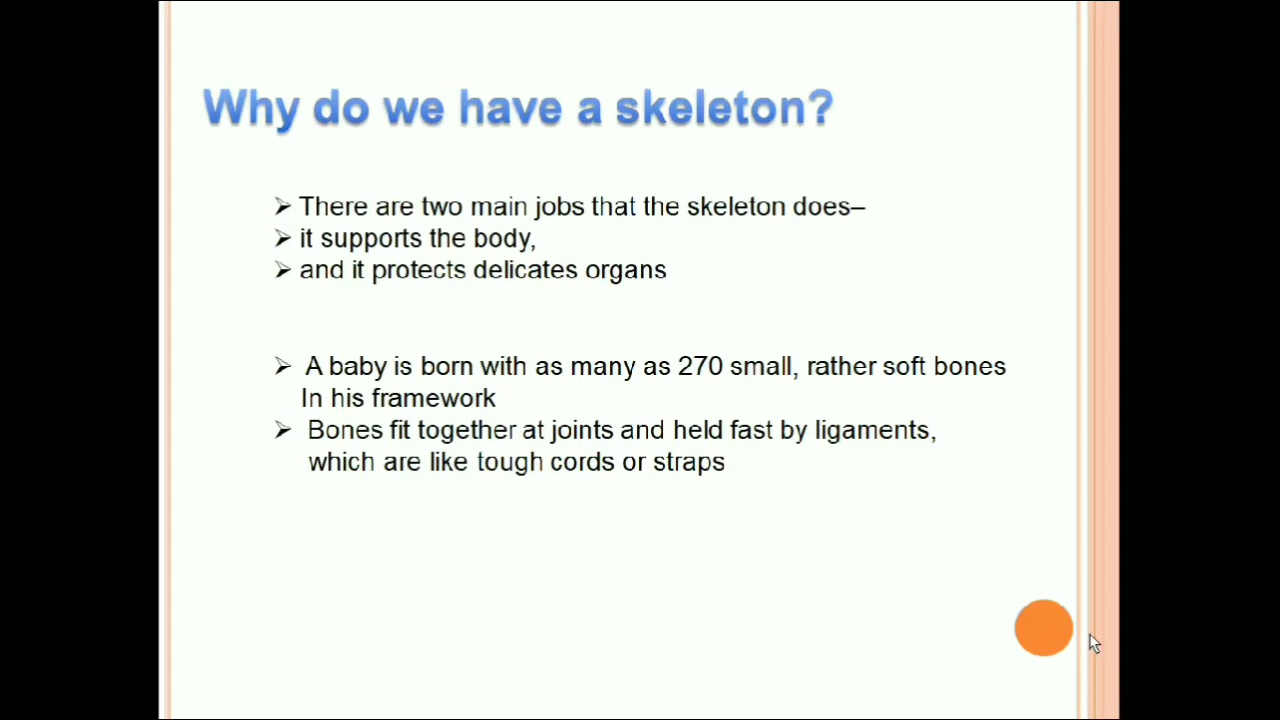 Why do we have a skeleton?
There are two main jobs that the skeleton does–
it supports the body,
and it protects delicates organs
A baby is born with as many as 270 small, rather soft bones
In his framework
Bones fit together at joints and held fast by ligaments,
which are like tough cords or straps